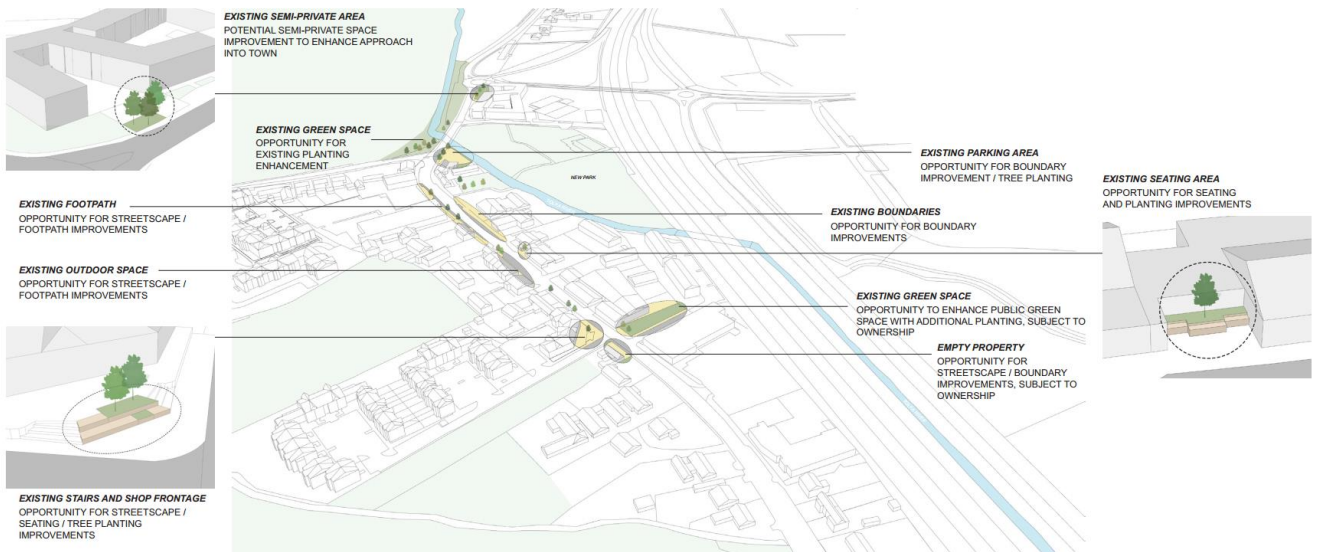 EXISTING SEMI-PRIVATE AREA
POTENTIAL SEMI-PRIVATE SPACE
IMPROVEMENT TO ENHANCE APPROACH
INTO TOWN
EXISTING GREEN SPACE
OPPORTUNITY FOR
EXISTING PLANTING
ENHANCEMENT
EXISTING FOOTPATH
OPPORTUNITY FOR STREETSCAPE /
FOOTPATH IMPROVEMENTS
EXISTING OUTDOOR SPACE
OPPORTUNITY FOR STREETSCAPE /
FOOTPATH IMPROVEMENTS
EXISTING STAIRS AND SHOP FRONTAGE
OPPORTUNITY FOR STREETSCAPE /
SEATING / TREE PLANTING
IMPROVEMENTS
NEW PARK
EXISTING PARKING AREA
OPPORTUNITY FOR BOUNDARY
IMPROVEMENT / TREE PLANTING
EXISTING BOUNDARIES
OPPORTUNITY FOR BOUNDARY
IMPROVEMENTS
EXISTING SEATING AREA
OPPORTUNITY FOR SEATING
AND PLANTING IMPROVEMENTS
EXISTING GREEN SPACE
OPPORTUNITY TO ENHANCE PUBLIC GREEN
SPACE WITH ADDITIONAL PLANTING, SUBJECT TO
OWNERSHIP
EMPTY PROPERTY
OPPORTUNITY FOR
STREETSCAPE / BOUNDARY
IMPROVEMENTS, SUBJECT TO
OWNERSHIP